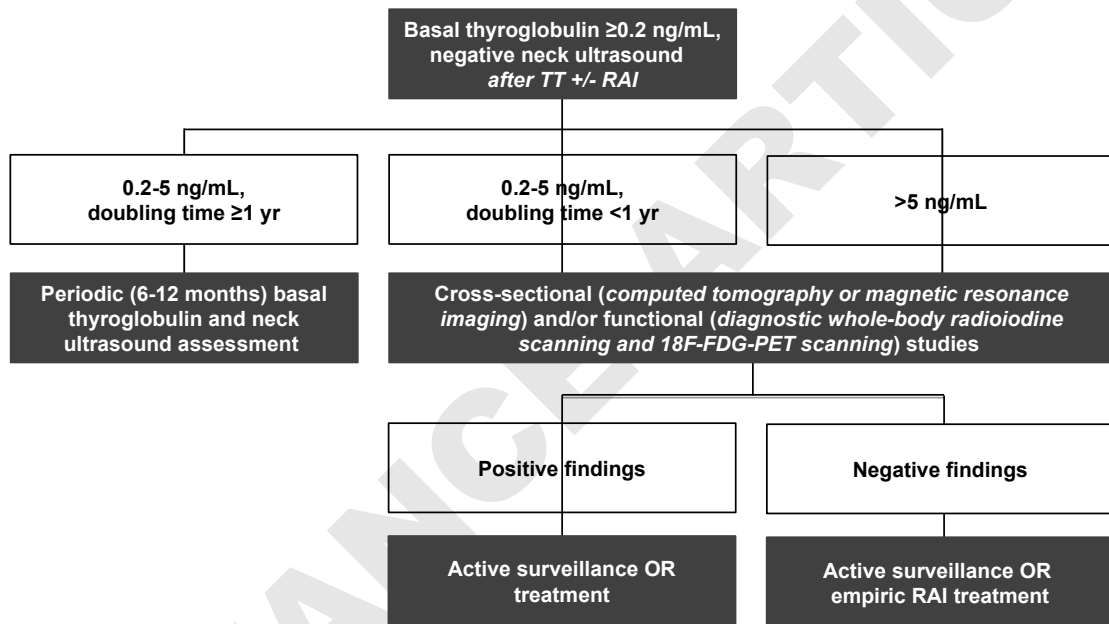 Basal thyroglobulin ≥0.2 ng/mL,
negative neck ultrasound
after TT +/- RAI
0.2-5 ng/mL,
doubling time ≥1 yr
0.2-5 ng/mL,
doubling time <1 yr
>5 ng/mL
Periodic (6-12 months) basal
thyroglobulin and neck
ultrasound assessment
Cross-sectional (computed tomography or magnetic resonance
imaging) and/or functional (diagnostic whole-body radioiodine
scanning and 18F-FDG-PET scanning) studies
Positive findings
Negative findings
Active surveillance OR
treatment
Active surveillance OR
empiric RAI treatment
ANCE ARTIC